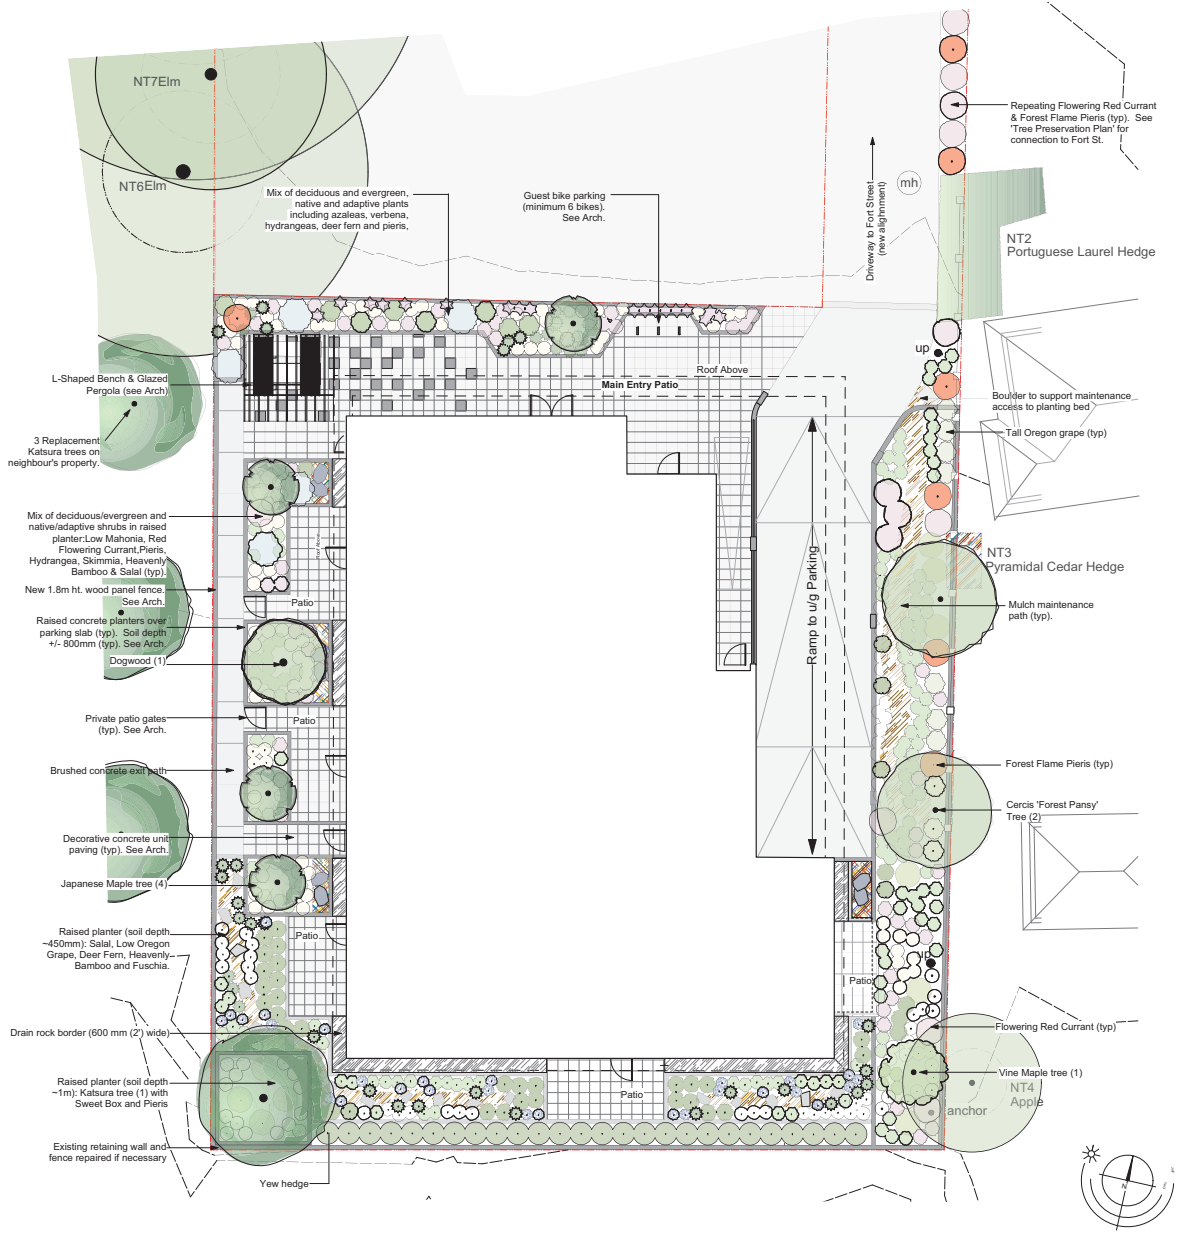 NT7Elm
NT6Elm
Mix of deciduous and evergreen,
native and adaptive plants
including azaleas, verbena,
hydrangeas, deer fern and pieris,
Guest bike parking
(minimum 6 bikes).
See Arch.
Driveway to Fort Street
(new alighnment)
mh
Repeating Flowering Red Currant
& Forest Flame Pieris (typ).  See
'Tree Preservation Plan' for
connection to Fort St.
NT2
Portuguese Laurel Hedge
up
Roof Above
Main Entry Patio
L-Shaped Bench & Glazed
Pergola (see Arch)
Boulder to support maintenance
access to planting bed
Tall Oregon grape (typ)
3 Replacement
Katsura trees on
neighbour's property.
Mix of deciduous/evergreen and
native/adaptive shrubs in raised
planter:Low Mahonia, Red
Flowering Currant,Pieris,
Hydrangea, Skimmia, Heavenly
Bamboo & Salal (typ).
Roof Above
NT3
Pyramidal Cedar Hedge
New 1.8m ht. wood panel fence.
See Arch.
Patio
Raised concrete planters over
parking slab (typ).  Soil depth
+/- 800mm (typ). See Arch.
Ramp to u/g Parking
Mulch maintenance
path (typ).
Dogwood (1)
Private patio gates
(typ). See Arch.
Patio
Brushed concrete exit path
Forest Flame Pieris (typ)
Cercis 'Forest Pansy'
Tree (2)
Decorative concrete unit
paving (typ). See Arch.
Japanese Maple tree (4)
Raised planter (soil depth
~450mm): Salal, Low Oregon
Grape, Deer Fern, Heavenly
Bamboo and Fuschia.
Patio
up
Patio
Drain rock border (600 mm (2') wide)
Flowering Red Currant (typ)
Raised planter (soil depth
~1m): Katsura tree (1) with
Sweet Box and Pieris
Vine Maple tree (1)
NT4
Apple
Patio
anchor
Existing retaining wall and
fence repaired if necessary
Yew hedge
N